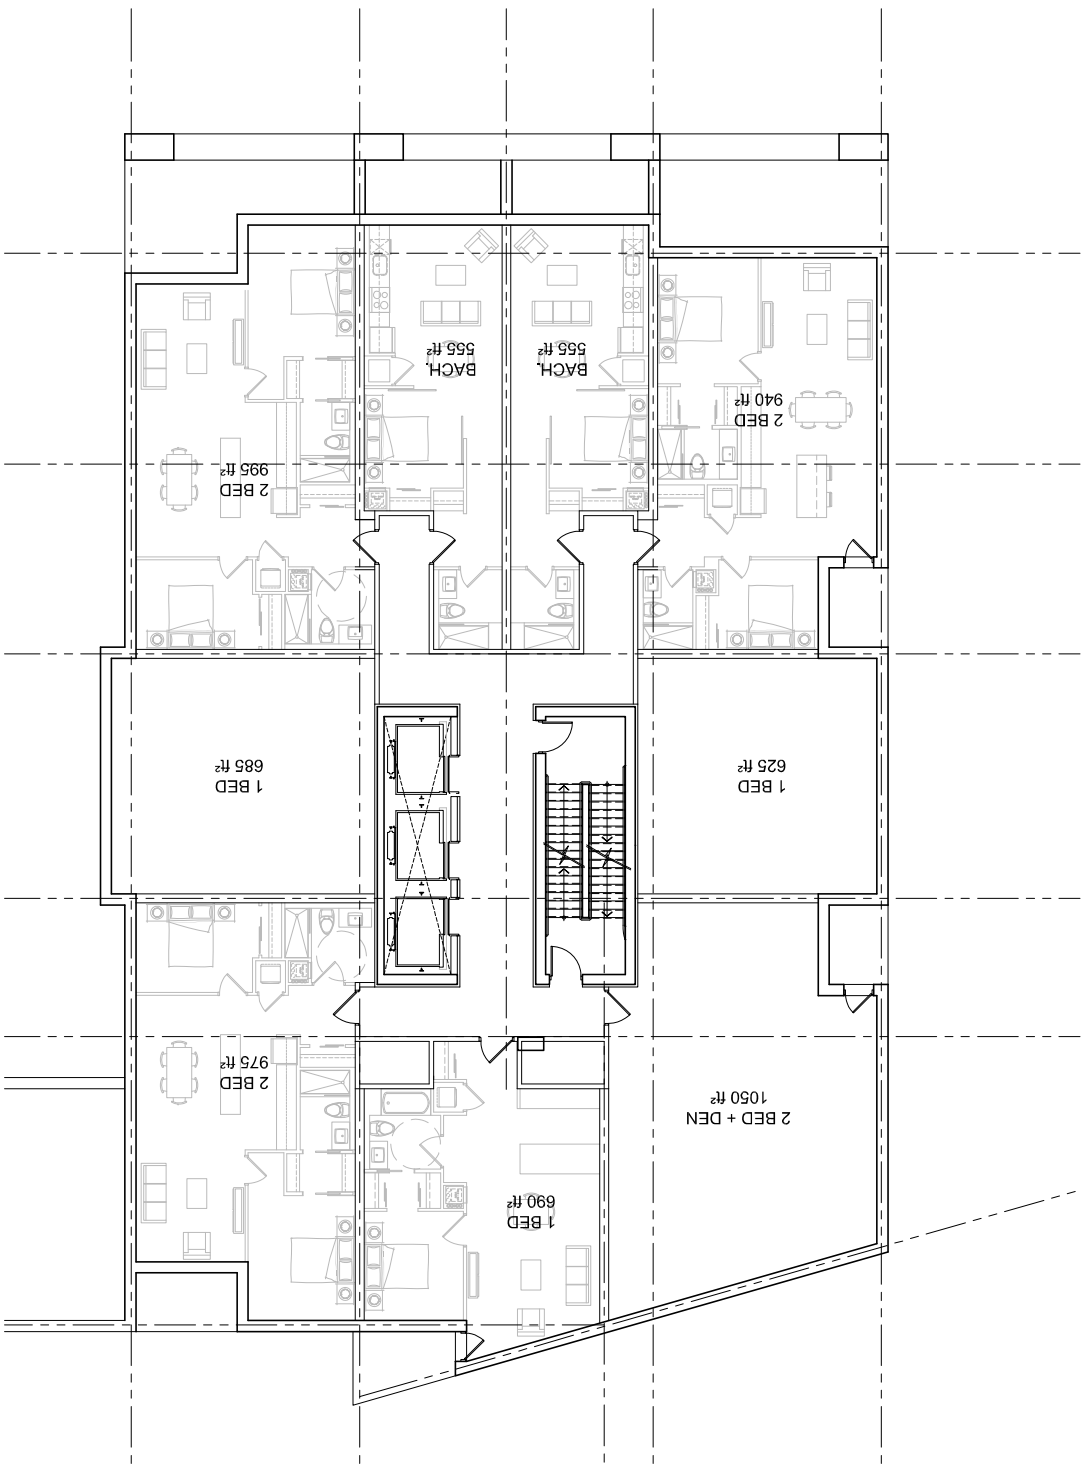 1 BED
690 ft²
2 BED + DEN
1050 ft²
2 BED
975 ft²
1 BED
625 ft²
1 BED
685 ft²
2 BED
995 ft²
2 BED
940 ft²
BACH.
555 ft²
BACH.
555 ft²